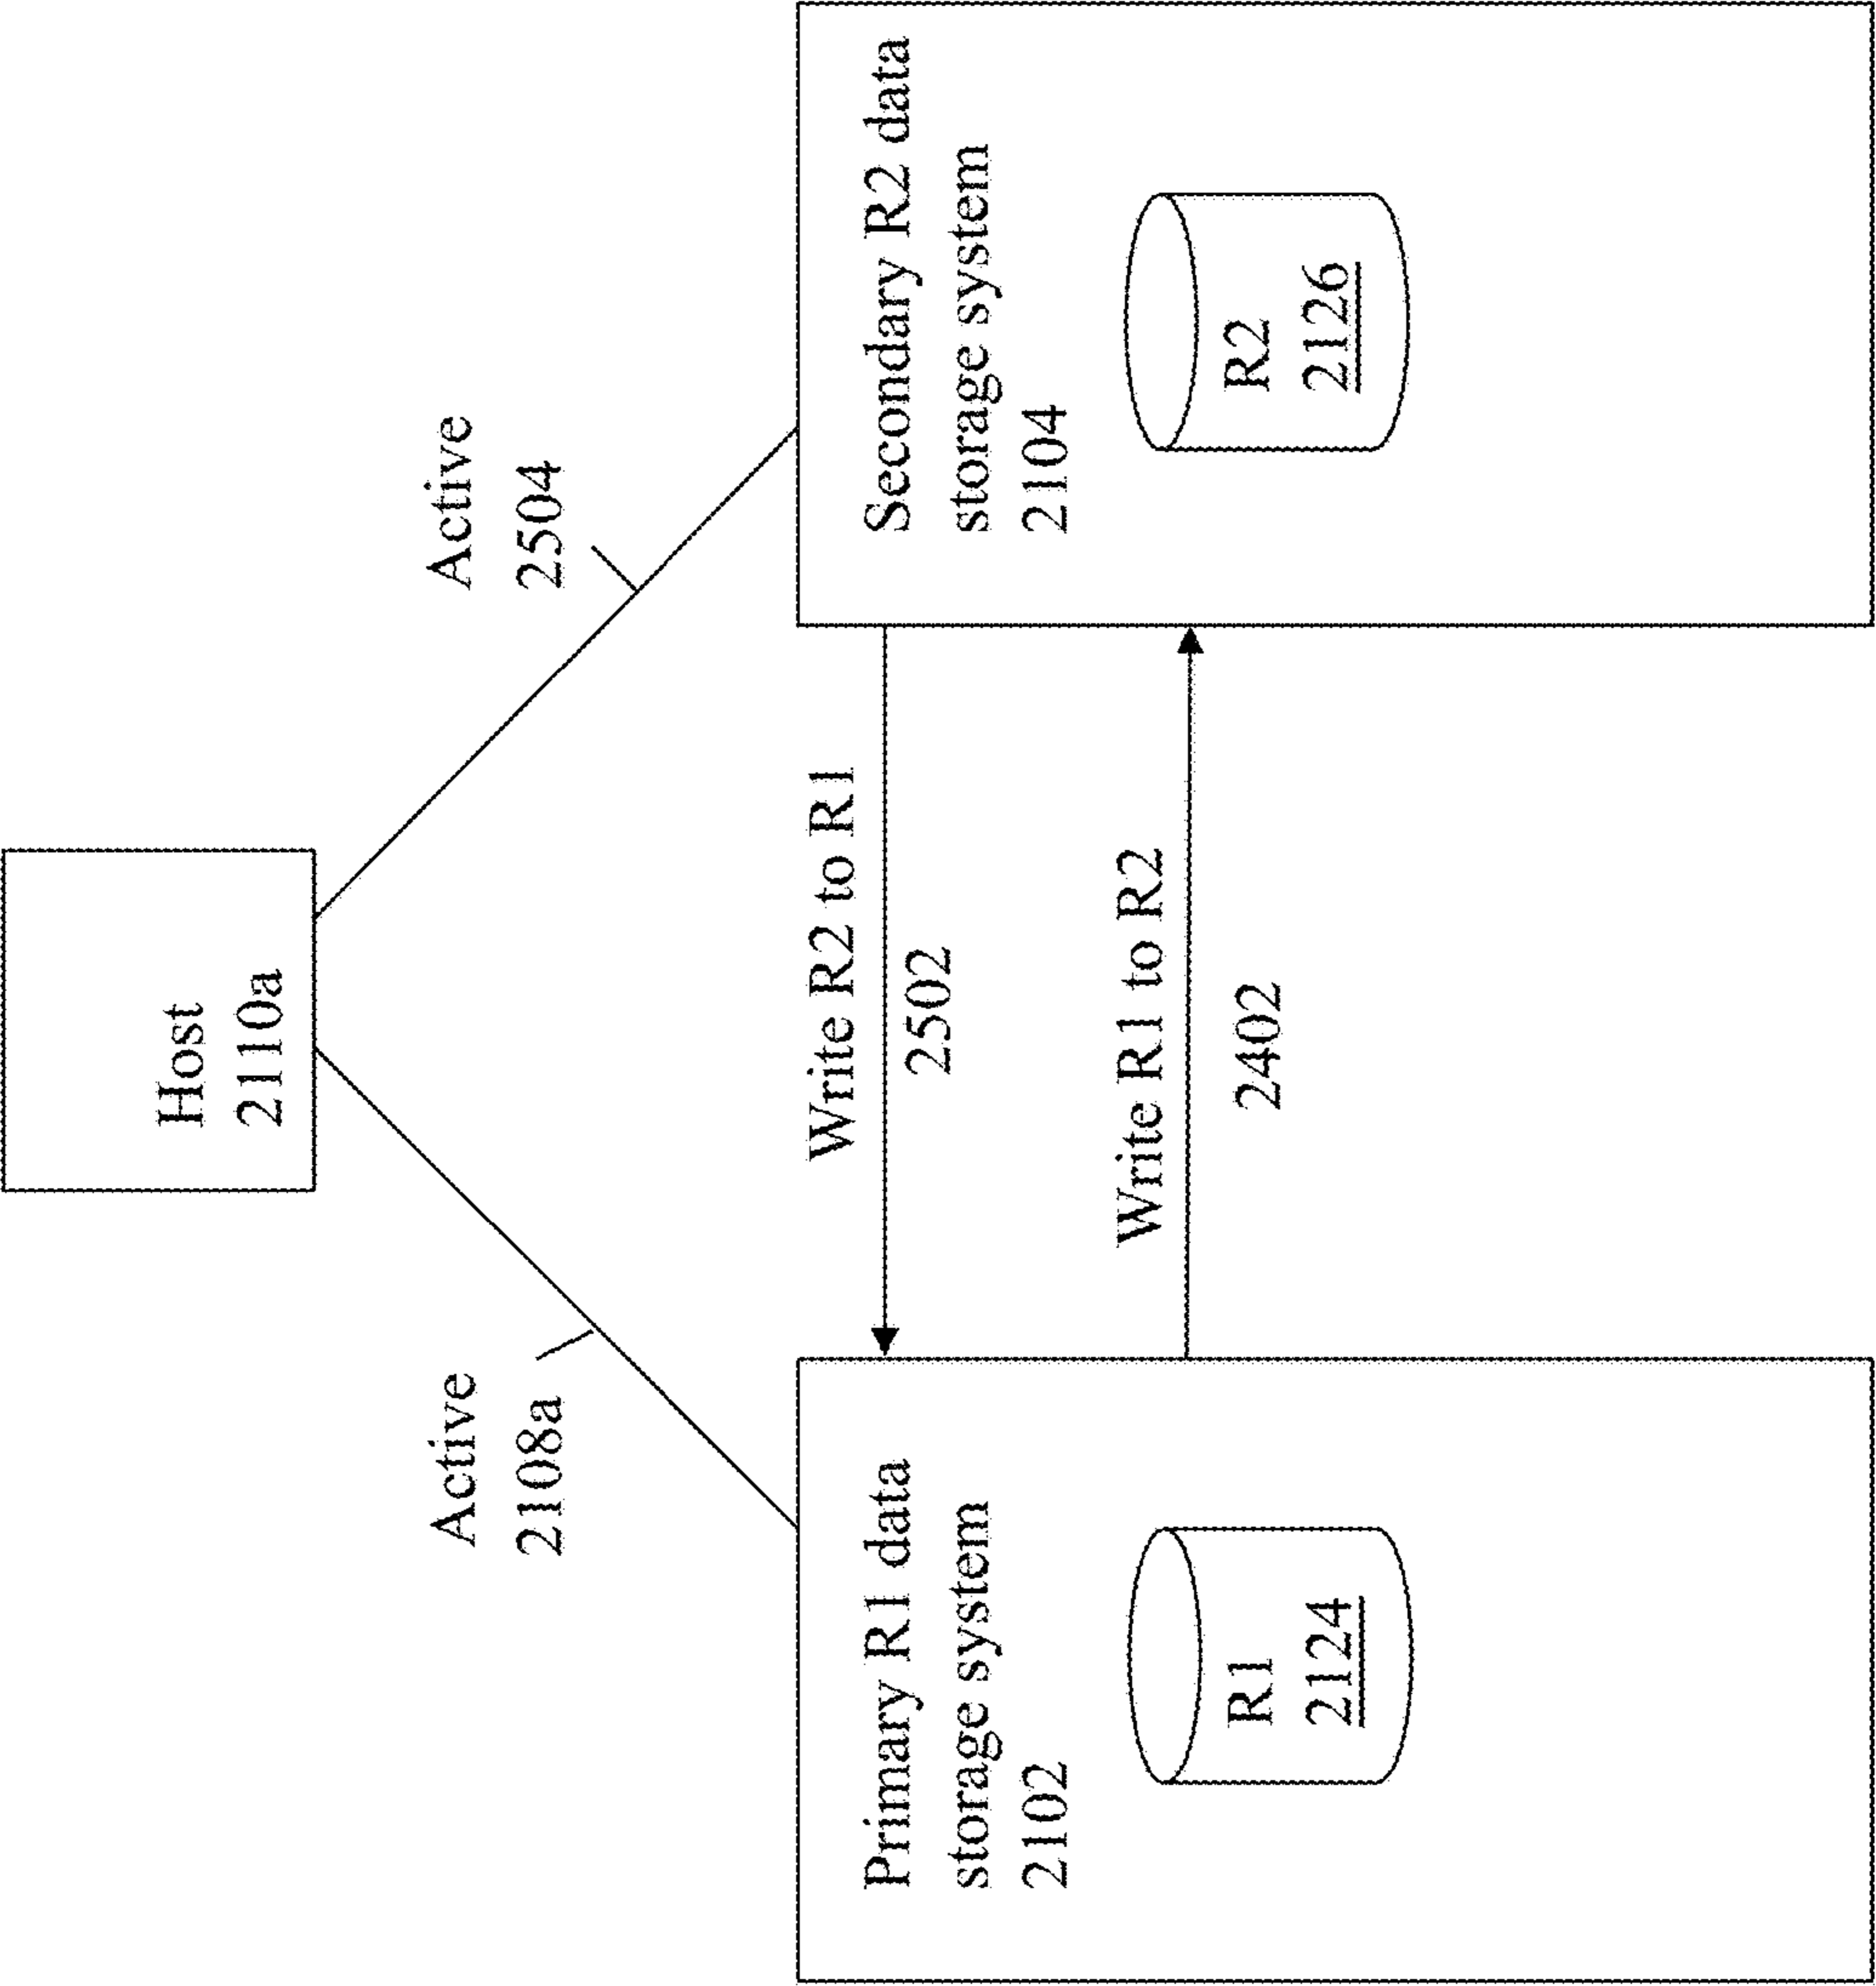 Host
2110a
Active
2108a
Active
2504
Write R2 to R1
2502
Write R1 to R2
2402
Primary R1 data
storage system
2102
R1
2124
Secondary R2 data
storage system
2104
R2
2126